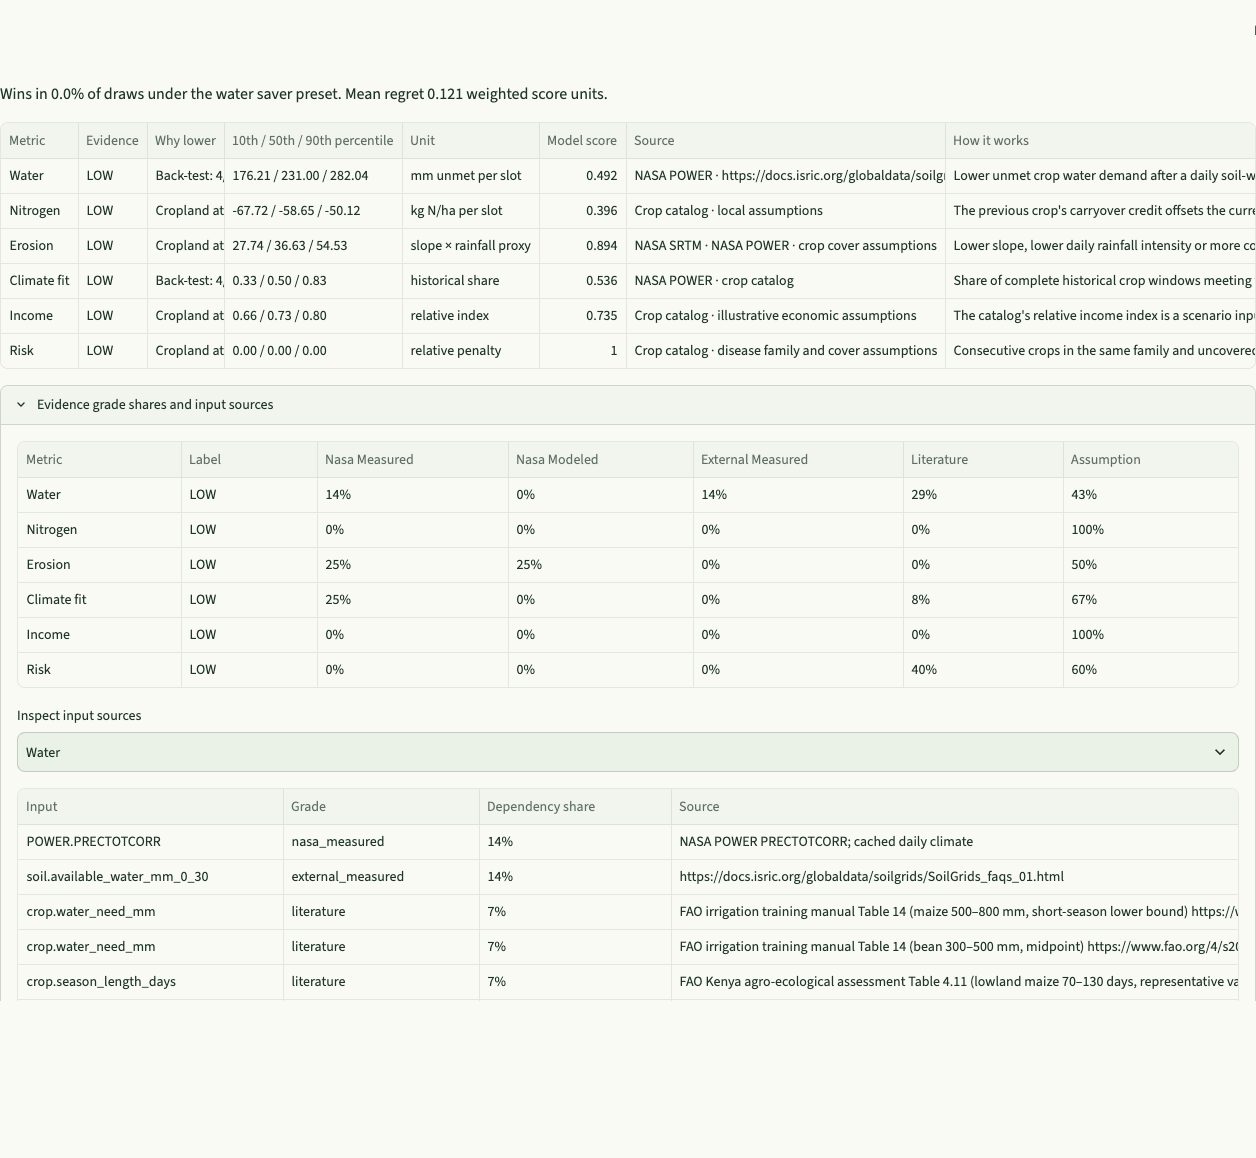 Wins in 0.0% of draws under the water saver preset. Mean regret 0.121 weighted score units.
Metric Evidence Why lower 10th / 50th / 90th percentile Unit Model score Source How it works
Water LOW Back-test: 4, 176.21 / 231.00 / 282.04 mm unmet per slot 0.492 NASA POWER · https://docs.isric.org/globaldata/soilg Lower unmet crop water demand after a daily soil-w
Nitrogen LOW Cropland at -67.72 / -58.65 / -50.12 kg N/ha per slot 0.396 Crop catalog · local assumptions The previous crop's carryover credit offsets the curre
Erosion LOW Cropland at 27.74 / 36.63 / 54.53 slope × rainfall proxy 0.894 NASA SRTM · NASA POWER · crop cover assumptions Lower slope, lower daily rainfall intensity or more co
Climate fit LOW Back-test: 4, 0.33 / 0.50 / 0.83 historical share 0.536 NASA POWER · crop catalog Share of complete historical crop windows meeting
Income LOW Cropland at 0.66 / 0.73 / 0.80 relative index 0.735 Crop catalog · illustrative economic assumptions The catalog's relative income index is a scenario inpu
Risk LOW Cropland at 0.00 / 0.00 / 0.00 relative penalty 1 Crop catalog · disease family and cover assumptions Consecutive crops in the same family and uncovered
Evidence grade shares and input sources
Metric Label Nasa Measured Nasa Modeled External Measured Literature Assumption
Water LOW 14% 0% 14% 29% 43%
Nitrogen LOW 0% 0% 0% 0% 100%
Erosion LOW 25% 25% 0% 0% 50%
Climate fit LOW 25% 0% 0% 8% 67%
Income LOW 0% 0% 0% 0% 100%
Risk LOW 0% 0% 0% 40% 60%
Inspect input sources
Water
Input Grade Dependency share Source
POWER.PRECTOTCORR nasa_measured 14% NASA POWER PRECTOTCORR; cached daily climate
soil.available_water_mm_0_30 external_measured 14% https://docs.isric.org/globaldata/soilgrids/SoilGrids_faqs_01.html
crop.water_need_mm literature 7% FAO irrigation training manual Table 14 (maize 500–800 mm, short-season lower bound) https://w
crop.water_need_mm literature 7% FAO irrigation training manual Table 14 (bean 300–500 mm, midpoint) https://www.fao.org/4/s20
crop.season_length_days literature 7% FAO Kenya agro-ecological assessment Table 4.11 (lowland maize 70–130 days, representative va